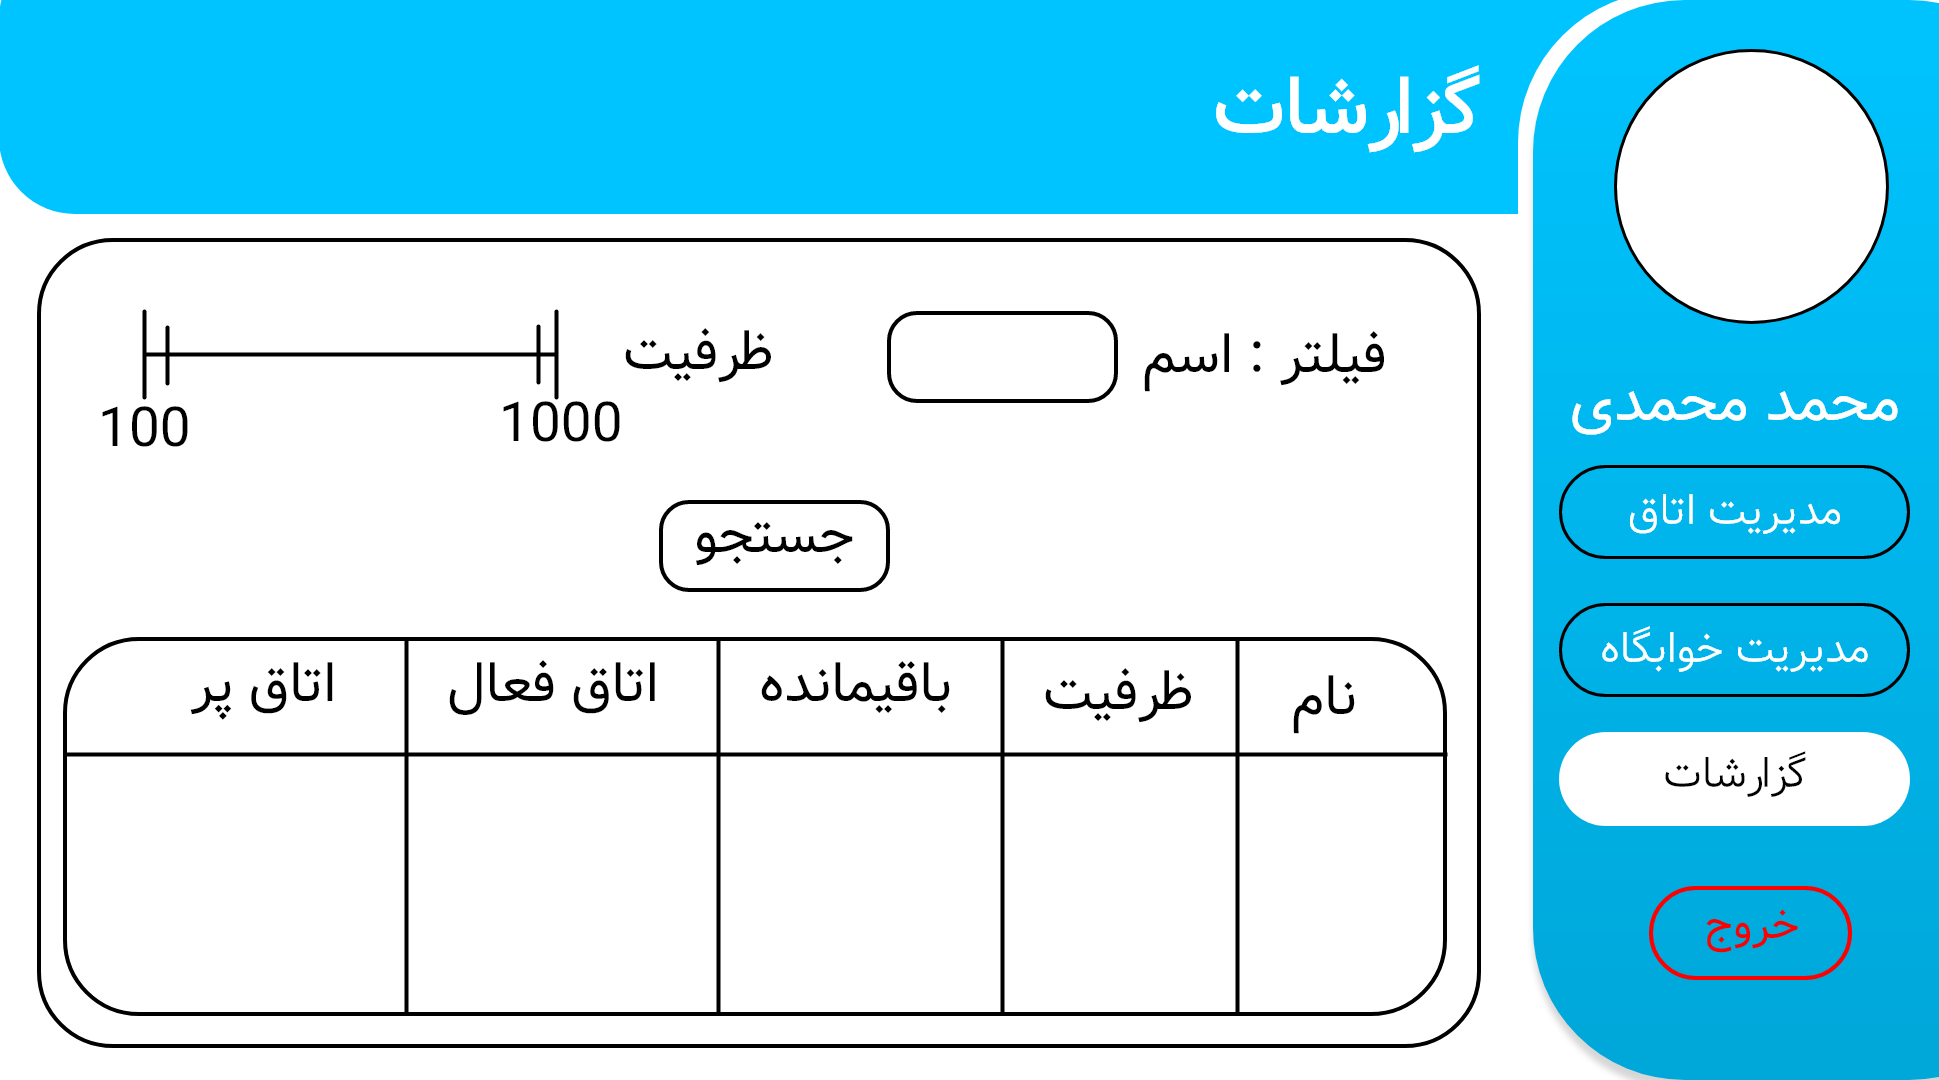 گزارشات
محمد محمدی
مدیریت اتاق
مدیریت خوابگاه
گزارشات
خروج
فیلتر : اسم
ظرفیت
1000
100
جستجو
نام ظرفیت باقیمانده اتاق فعال اتاق پر